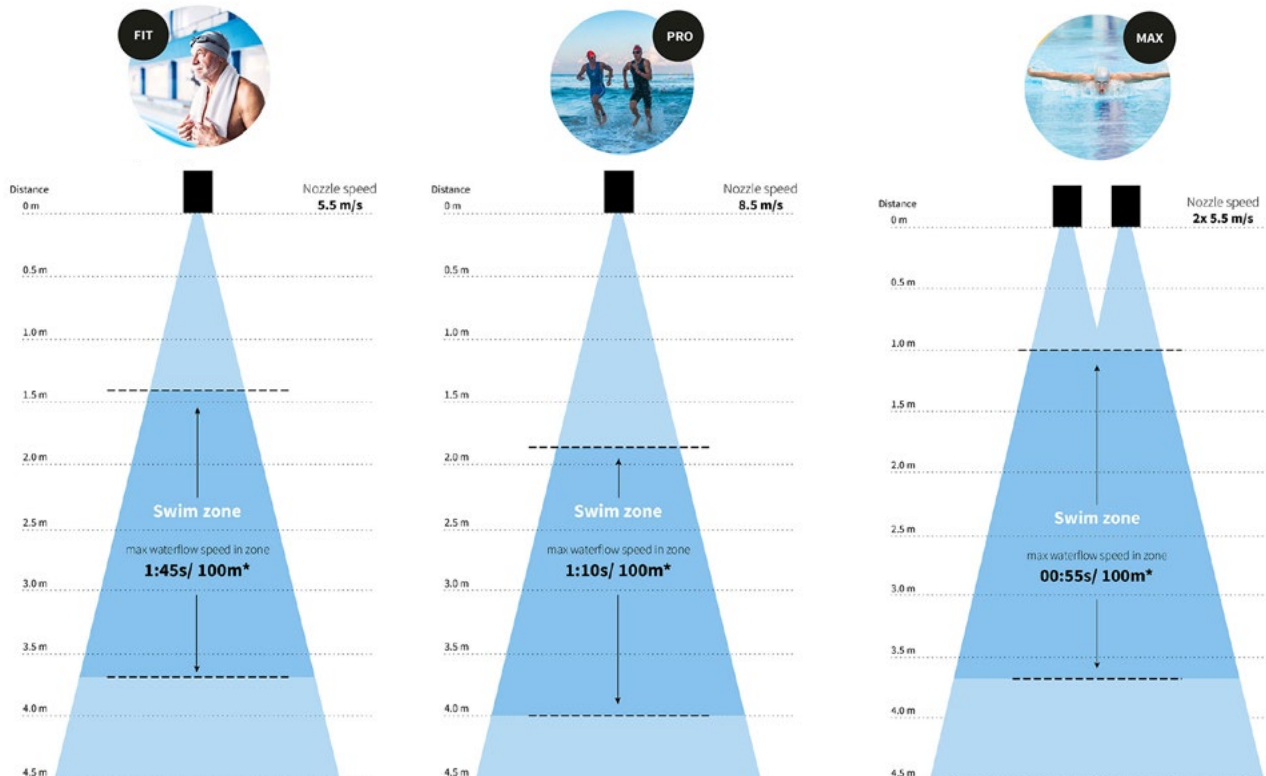 FIT
Distance
0 m
Nozzle speed
5.5 m/s
0.5 m
1.0 m
1.5 m
2.0 m
Swim zone
2.5 m
max waterflow speed in zone
1:45s/ 100m*
3.0 m
3.5 m
4.0 m
4.5 m
PRO
Distance
0 m
Nozzle speed
8.5 m/s
0.5 m
1.0 m
1.5 m
2.0 m
Swim zone
2.5 m
max waterflow speed in zone
1:10s/ 100m*
3.0 m
3.5 m
4.0 m
4.5 m
MAX
Distance
0 m
Nozzle speed
2x 5.5 m/s
0.5 m
1.0 m
1.5 m
2.0 m
Swim zone
2.5 m
max waterflow speed in zone
00:55s/ 100m*
3.0 m
3.5 m
4.0 m
4.5 m